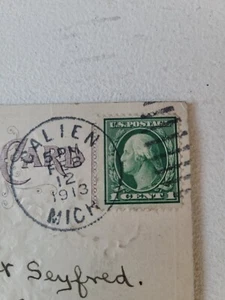 GALIEN
5 PM
FEB
12
1913
MICH.
U.S. POSTAGE
1 CENT 1
Seyfred.